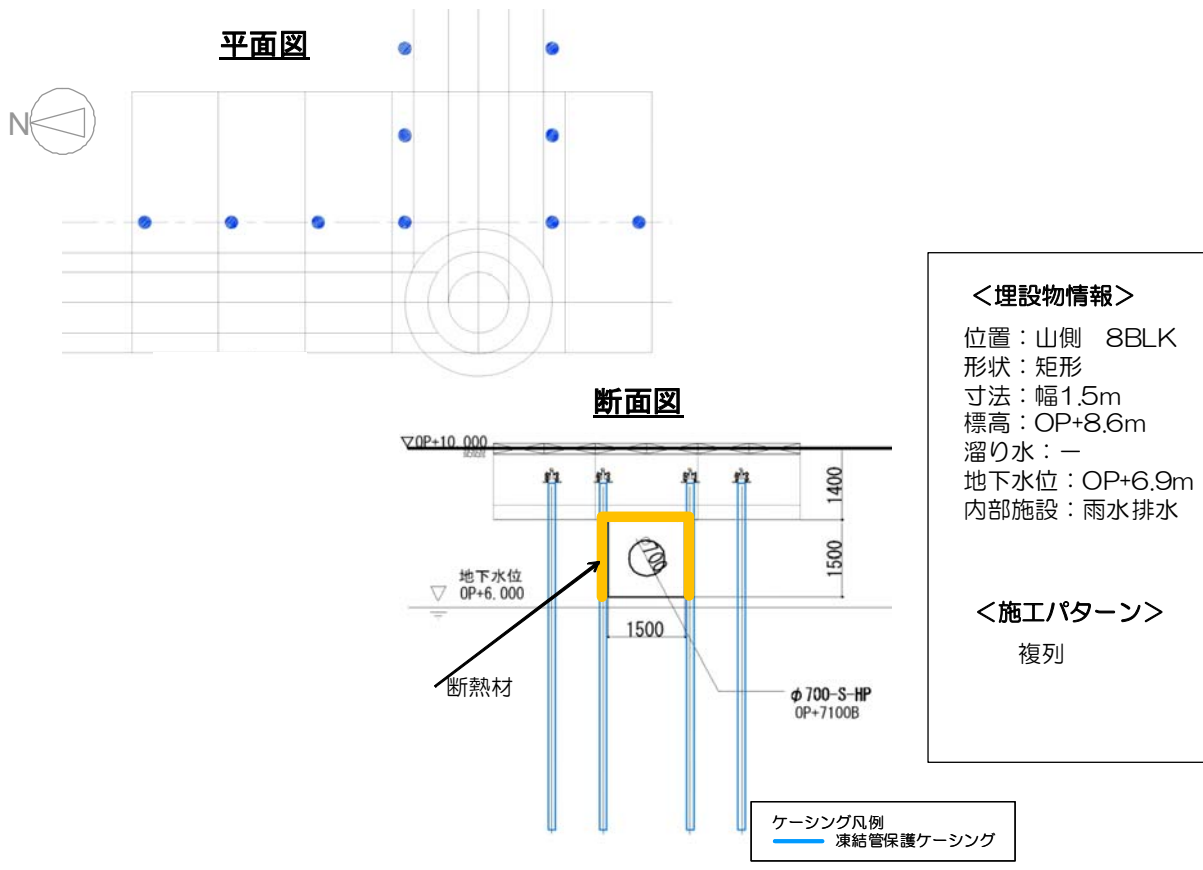 平面図
N
断面図
▽OP+10.000
1400
1500
地下水位
▽ OP+6.000
1500
700
断熱材
φ700-S-HP
OP+7100B
＜埋設物情報＞
位置：山側　8BLK
形状：矩形
寸法：幅1.5m
標高：OP+8.6m
溜り水：－
地下水位：OP+6.9m
内部施設：雨水排水
＜施工パターン＞
複列
ケーシング凡例
凍結管保護ケーシング